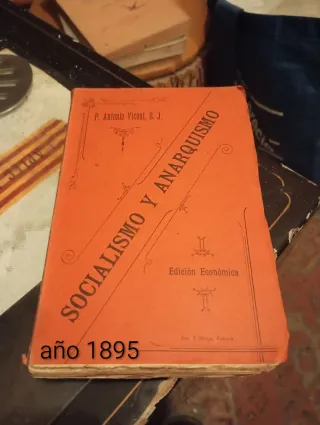 P. Antonio Vicent, S. J.
SOCIALISMO Y ANARQUISMO
Edición Económica
año 1895